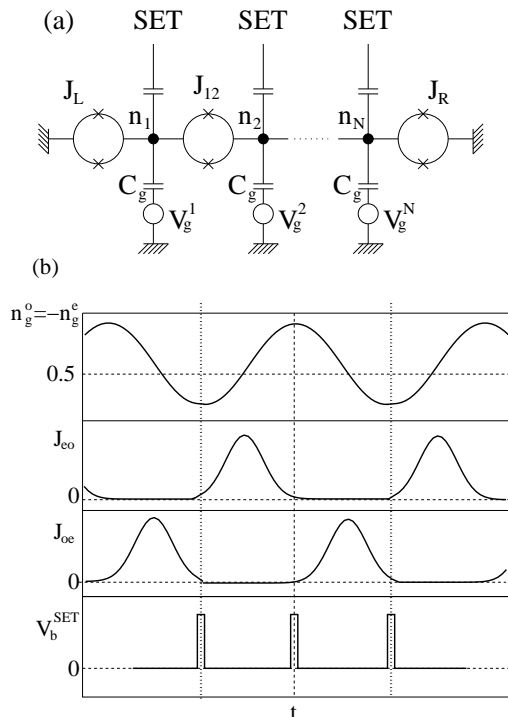 (a) SET SET SET
J_L J_12 J_R
n_1 n_2 n_N
C_g C_g C_g
V_g^1 V_g^2 V_g^N
(b)
n_g^o=-n_g^e
0.5
J_eo
0
J_oe
0
V_b^SET
0
t